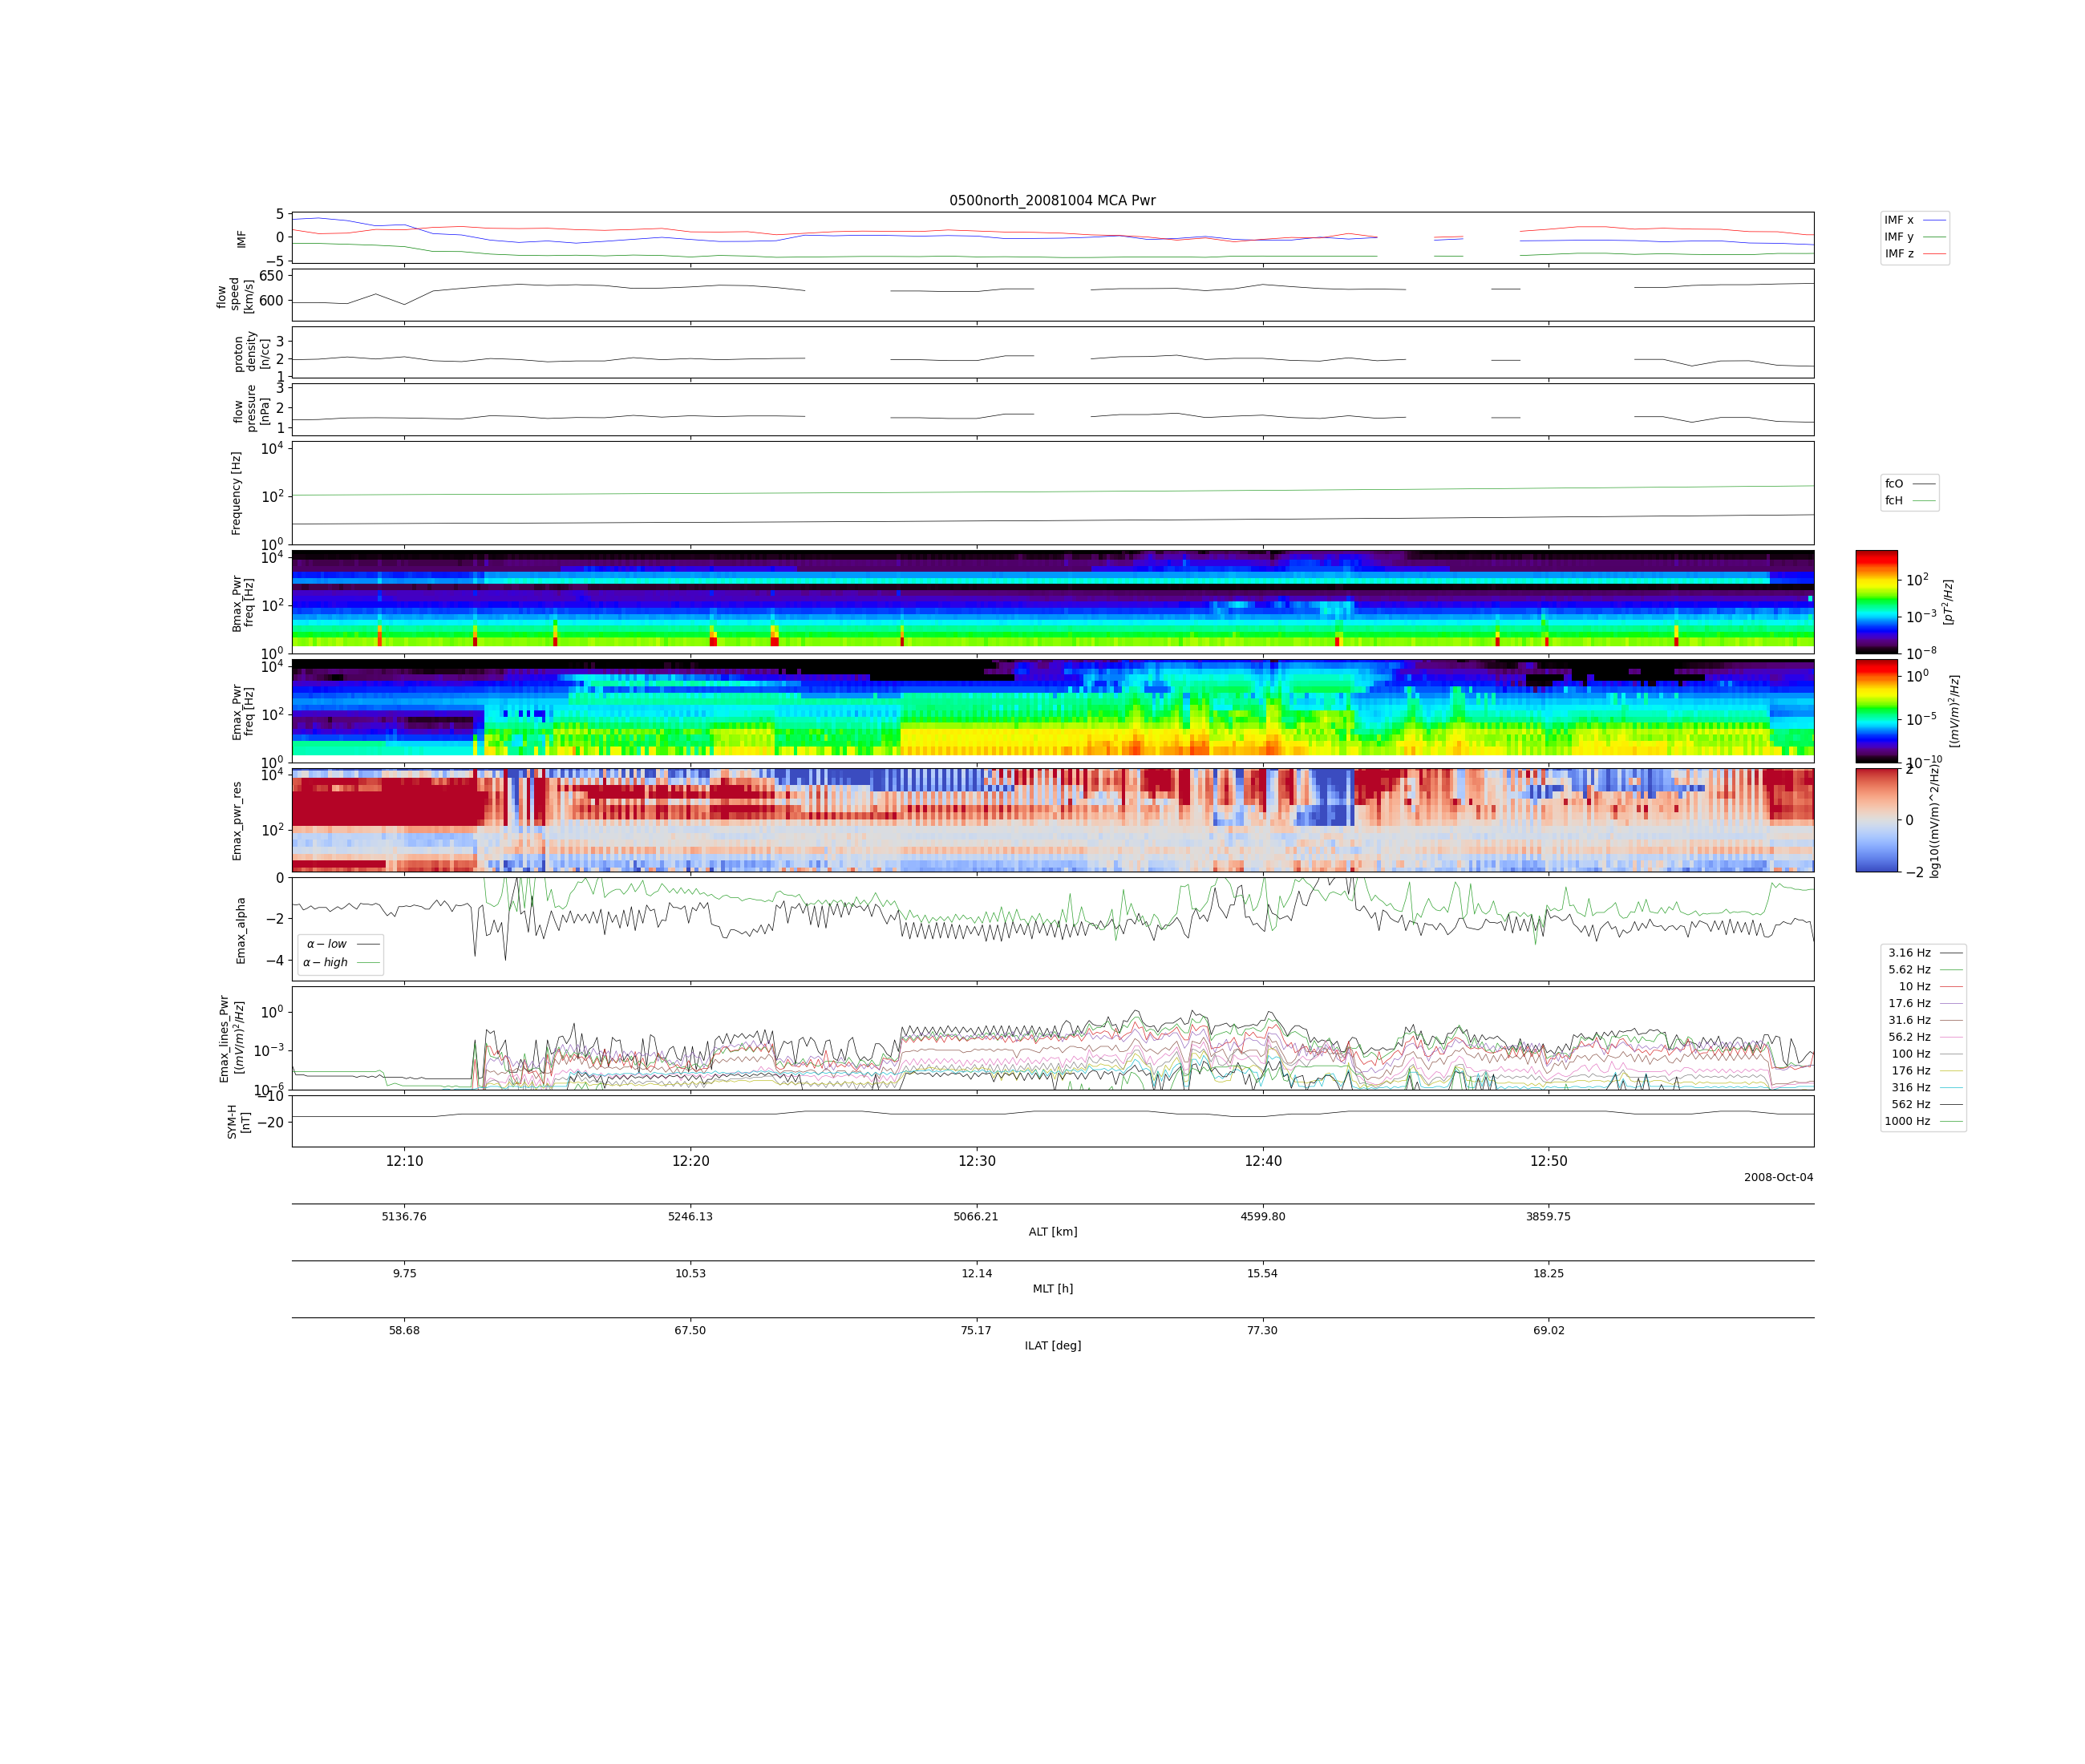 0500north_20081004 MCA Pwr
5
0
−5
IMF
IMF x
IMF y
IMF z
650
600
flow
speed
[km/s]
3
2
1
proton
density
[n/cc]
3
2
1
flow
pressure
[nPa]
10^4
10^2
10^0
Frequency [Hz]
fcO
fcH
10^4
10^2
10^0
Bmax_Pwr
freq [Hz]
10^2
10^−3
10^−8
[pT^2/Hz]
10^4
10^2
10^0
Emax_Pwr
freq [Hz]
10^0
10^−5
10^−10
[(mV/m)^2/Hz]
10^4
10^2
Emax_pwr_res
2
0
−2
log10((mV/m)^2/Hz)
0
−2
−4
Emax_alpha
α − low
α − high
10^0
10^−3
10^−6
Emax_lines_Pwr
[(mV/m)^2/Hz]
3.16 Hz
5.62 Hz
10 Hz
17.6 Hz
31.6 Hz
56.2 Hz
100 Hz
176 Hz
316 Hz
562 Hz
1000 Hz
−10
−20
SYM-H
[nT]
12:10 12:20 12:30 12:40 12:50
2008-Oct-04
5136.76 5246.13 5066.21 4599.80 3859.75
ALT [km]
9.75 10.53 12.14 15.54 18.25
MLT [h]
58.68 67.50 75.17 77.30 69.02
ILAT [deg]